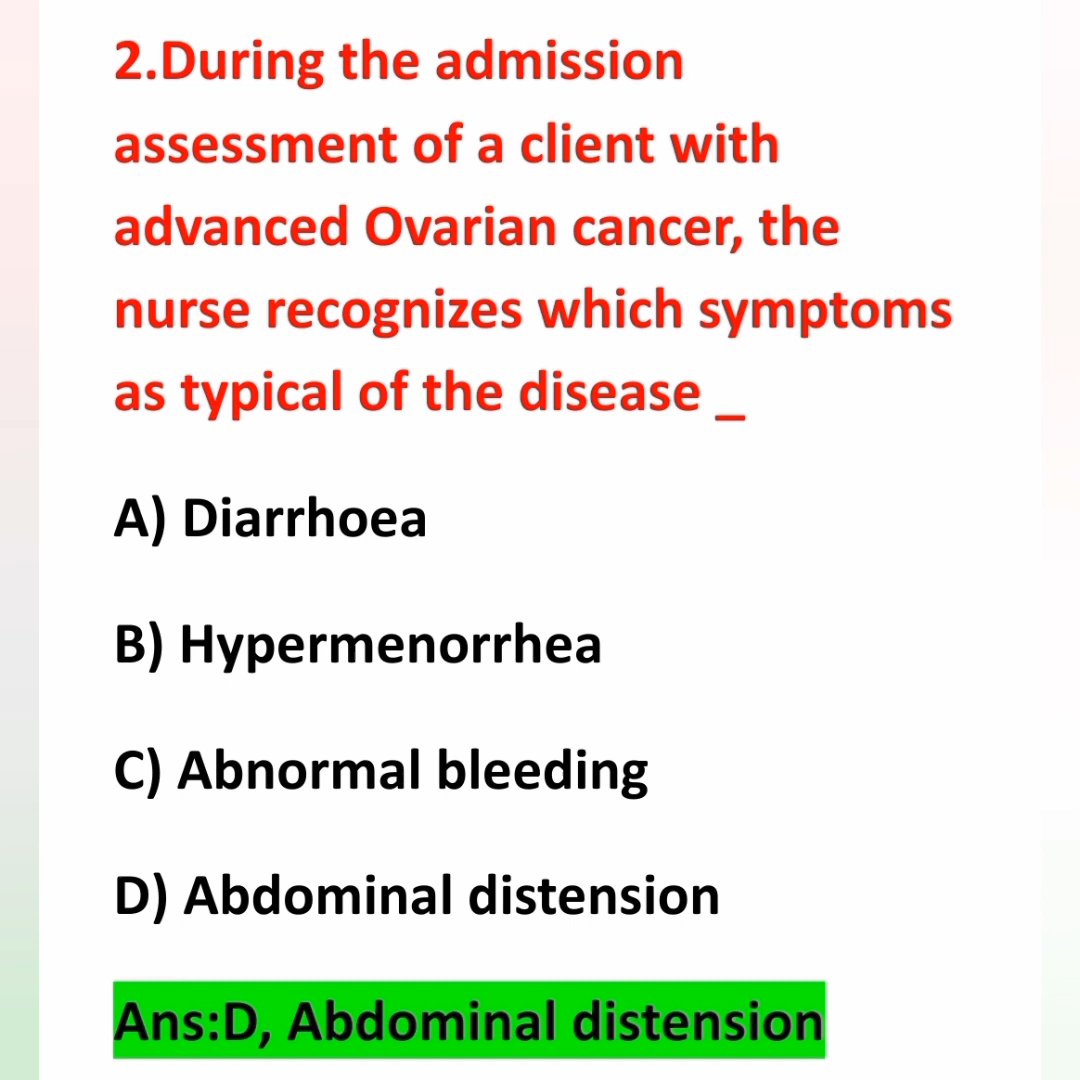 2.During the admission
assessment of a client with
advanced Ovarian cancer, the
nurse recognizes which symptoms
as typical of the disease _
A) Diarrhoea
B) Hypermenorrhea
C) Abnormal bleeding
D) Abdominal distension
Ans:D, Abdominal distension